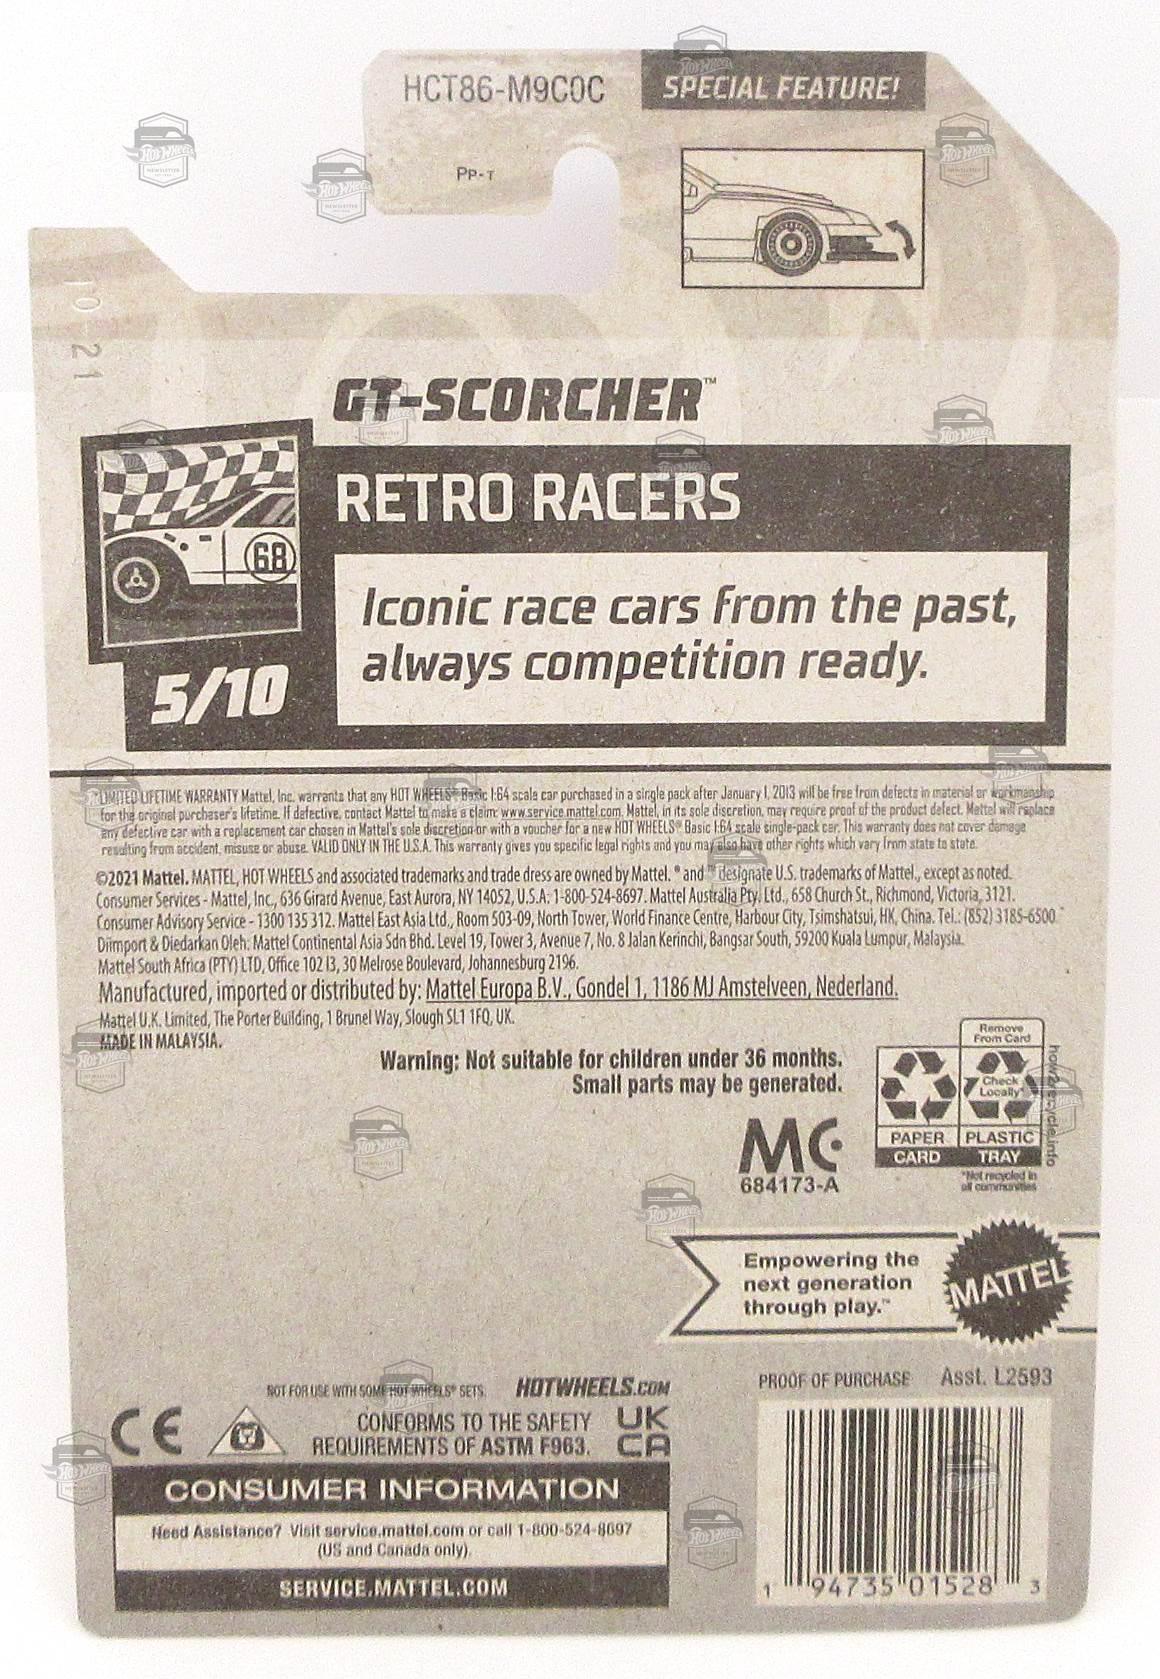 HCT86-M9C0C
SPECIAL FEATURE!
PP-T
10 21
GT-SCORCHER™
RETRO RACERS
68
Iconic race cars from the past,
always competition ready.
5/10
LIMITED LIFETIME WARRANTY Mattel, Inc. warrants that any HOT WHEELS® Basic 1:64 scale car purchased in a single pack after January 1, 2013 will be free from defects in material or workmanship
for the original purchaser's lifetime. If defective, contact Mattel to make a claim: www.service.mattel.com. Mattel, in its sole discretion, may require proof of the product defect. Mattel will replace
any defective car with a replacement car chosen in Mattel's sole discretion or with a voucher for a new HOT WHEELS® Basic 1:64 scale single-pack car. This warranty does not cover damage
resulting from accident, misuse or abuse. VALID ONLY IN THE U.S.A. This warranty gives you specific legal rights and you may also have other rights which vary from state to state.
©2021 Mattel. MATTEL, HOT WHEELS and associated trademarks and trade dress are owned by Mattel. ® and ™ designate U.S. trademarks of Mattel, except as noted.
Consumer Services - Mattel, Inc., 636 Girard Avenue, East Aurora, NY 14052, U.S.A. 1-800-524-8697. Mattel Australia Pty. Ltd., 658 Church St., Richmond, Victoria, 3121.
Consumer Advisory Service - 1300 135 312. Mattel East Asia Ltd., Room 503-09, North Tower, World Finance Centre, Harbour City, Tsimshatsui, HK, China. Tel.: (852) 3185-6500.
Diimport & Diedarkan Oleh: Mattel Continental Asia Sdn Bhd. Level 19, Tower 3, Avenue 7, No. 8 Jalan Kerinchi, Bangsar South, 59200 Kuala Lumpur, Malaysia.
Mattel South Africa (PTY) LTD, Office 102 I3, 30 Melrose Boulevard, Johannesburg 2196.
Manufactured, imported or distributed by: Mattel Europa B.V., Gondel 1, 1186 MJ Amstelveen, Nederland.
Mattel U.K. Limited, The Porter Building, 1 Brunel Way, Slough SL1 1FQ, UK.
MADE IN MALAYSIA.
Warning: Not suitable for children under 36 months.
Small parts may be generated.
Remove
From Card
Check
Locally*
PAPER
PLASTIC
CARD
TRAY
*Not recycled in
all communities
how2recycle.info
MC
684173-A
Empowering the
next generation
through play.™
MATTEL
NOT FOR USE WITH SOME HOT WHEELS® SETS.
HOTWHEELS.COM
PROOF OF PURCHASE
Asst. L2593
CE
CONFORMS TO THE SAFETY
REQUIREMENTS OF ASTM F963.
UK
CA
CONSUMER INFORMATION
Need Assistance? Visit service.mattel.com or call 1-800-524-8697
(US and Canada only).
SERVICE.MATTEL.COM
1 94735 01528 3